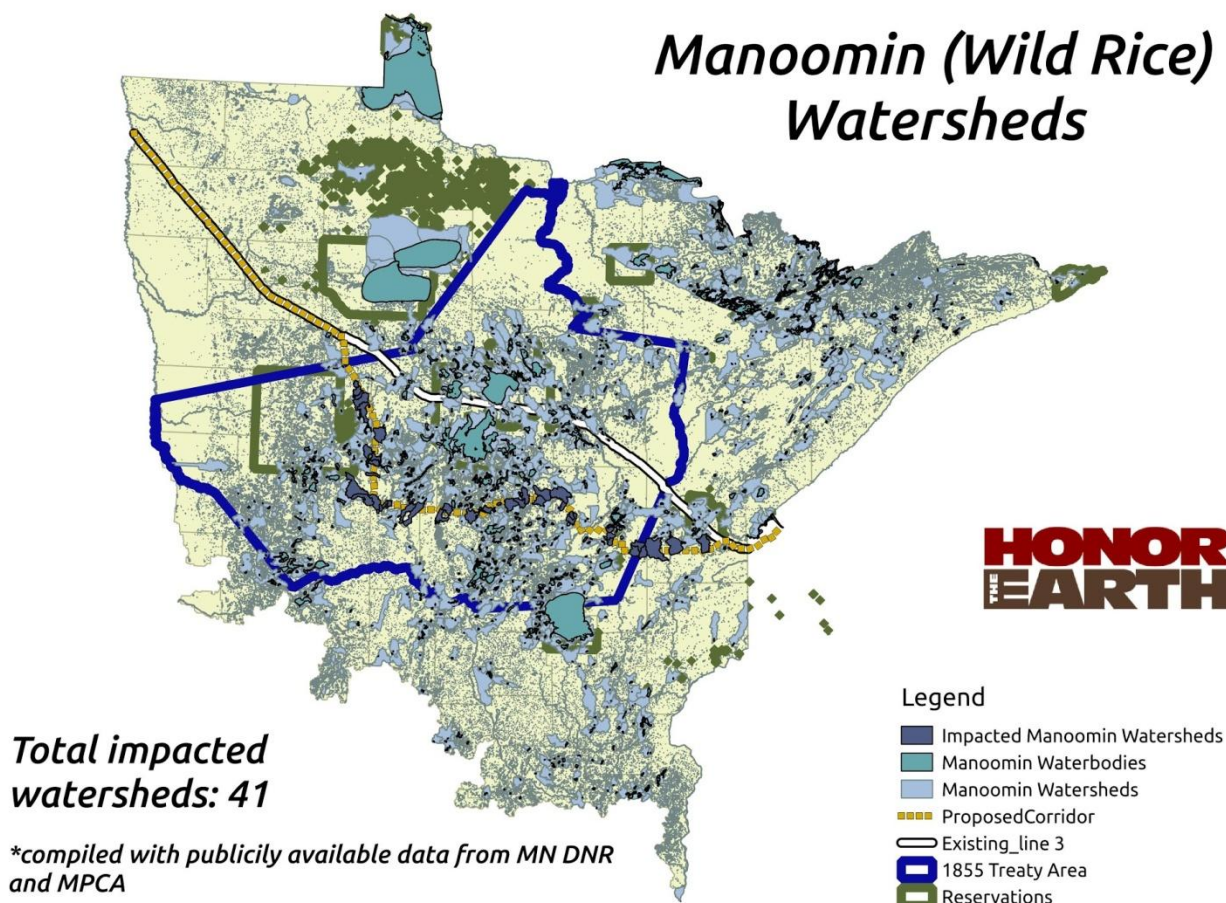 Manoomin (Wild Rice)
Watersheds
HONOR
THE EARTH
Total impacted
watersheds: 41
*compiled with publicily available data from MN DNR
and MPCA
Legend
Impacted Manoomin Watersheds
Manoomin Waterbodies
Manoomin Watersheds
ProposedCorridor
Existing_line 3
1855 Treaty Area
Reservations